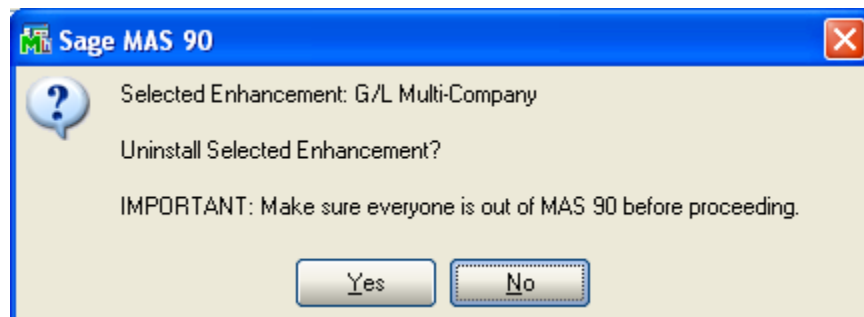 Sage MAS 90
Selected Enhancement: G/L Multi-Company
Uninstall Selected Enhancement?
IMPORTANT: Make sure everyone is out of MAS 90 before proceeding.
Yes No